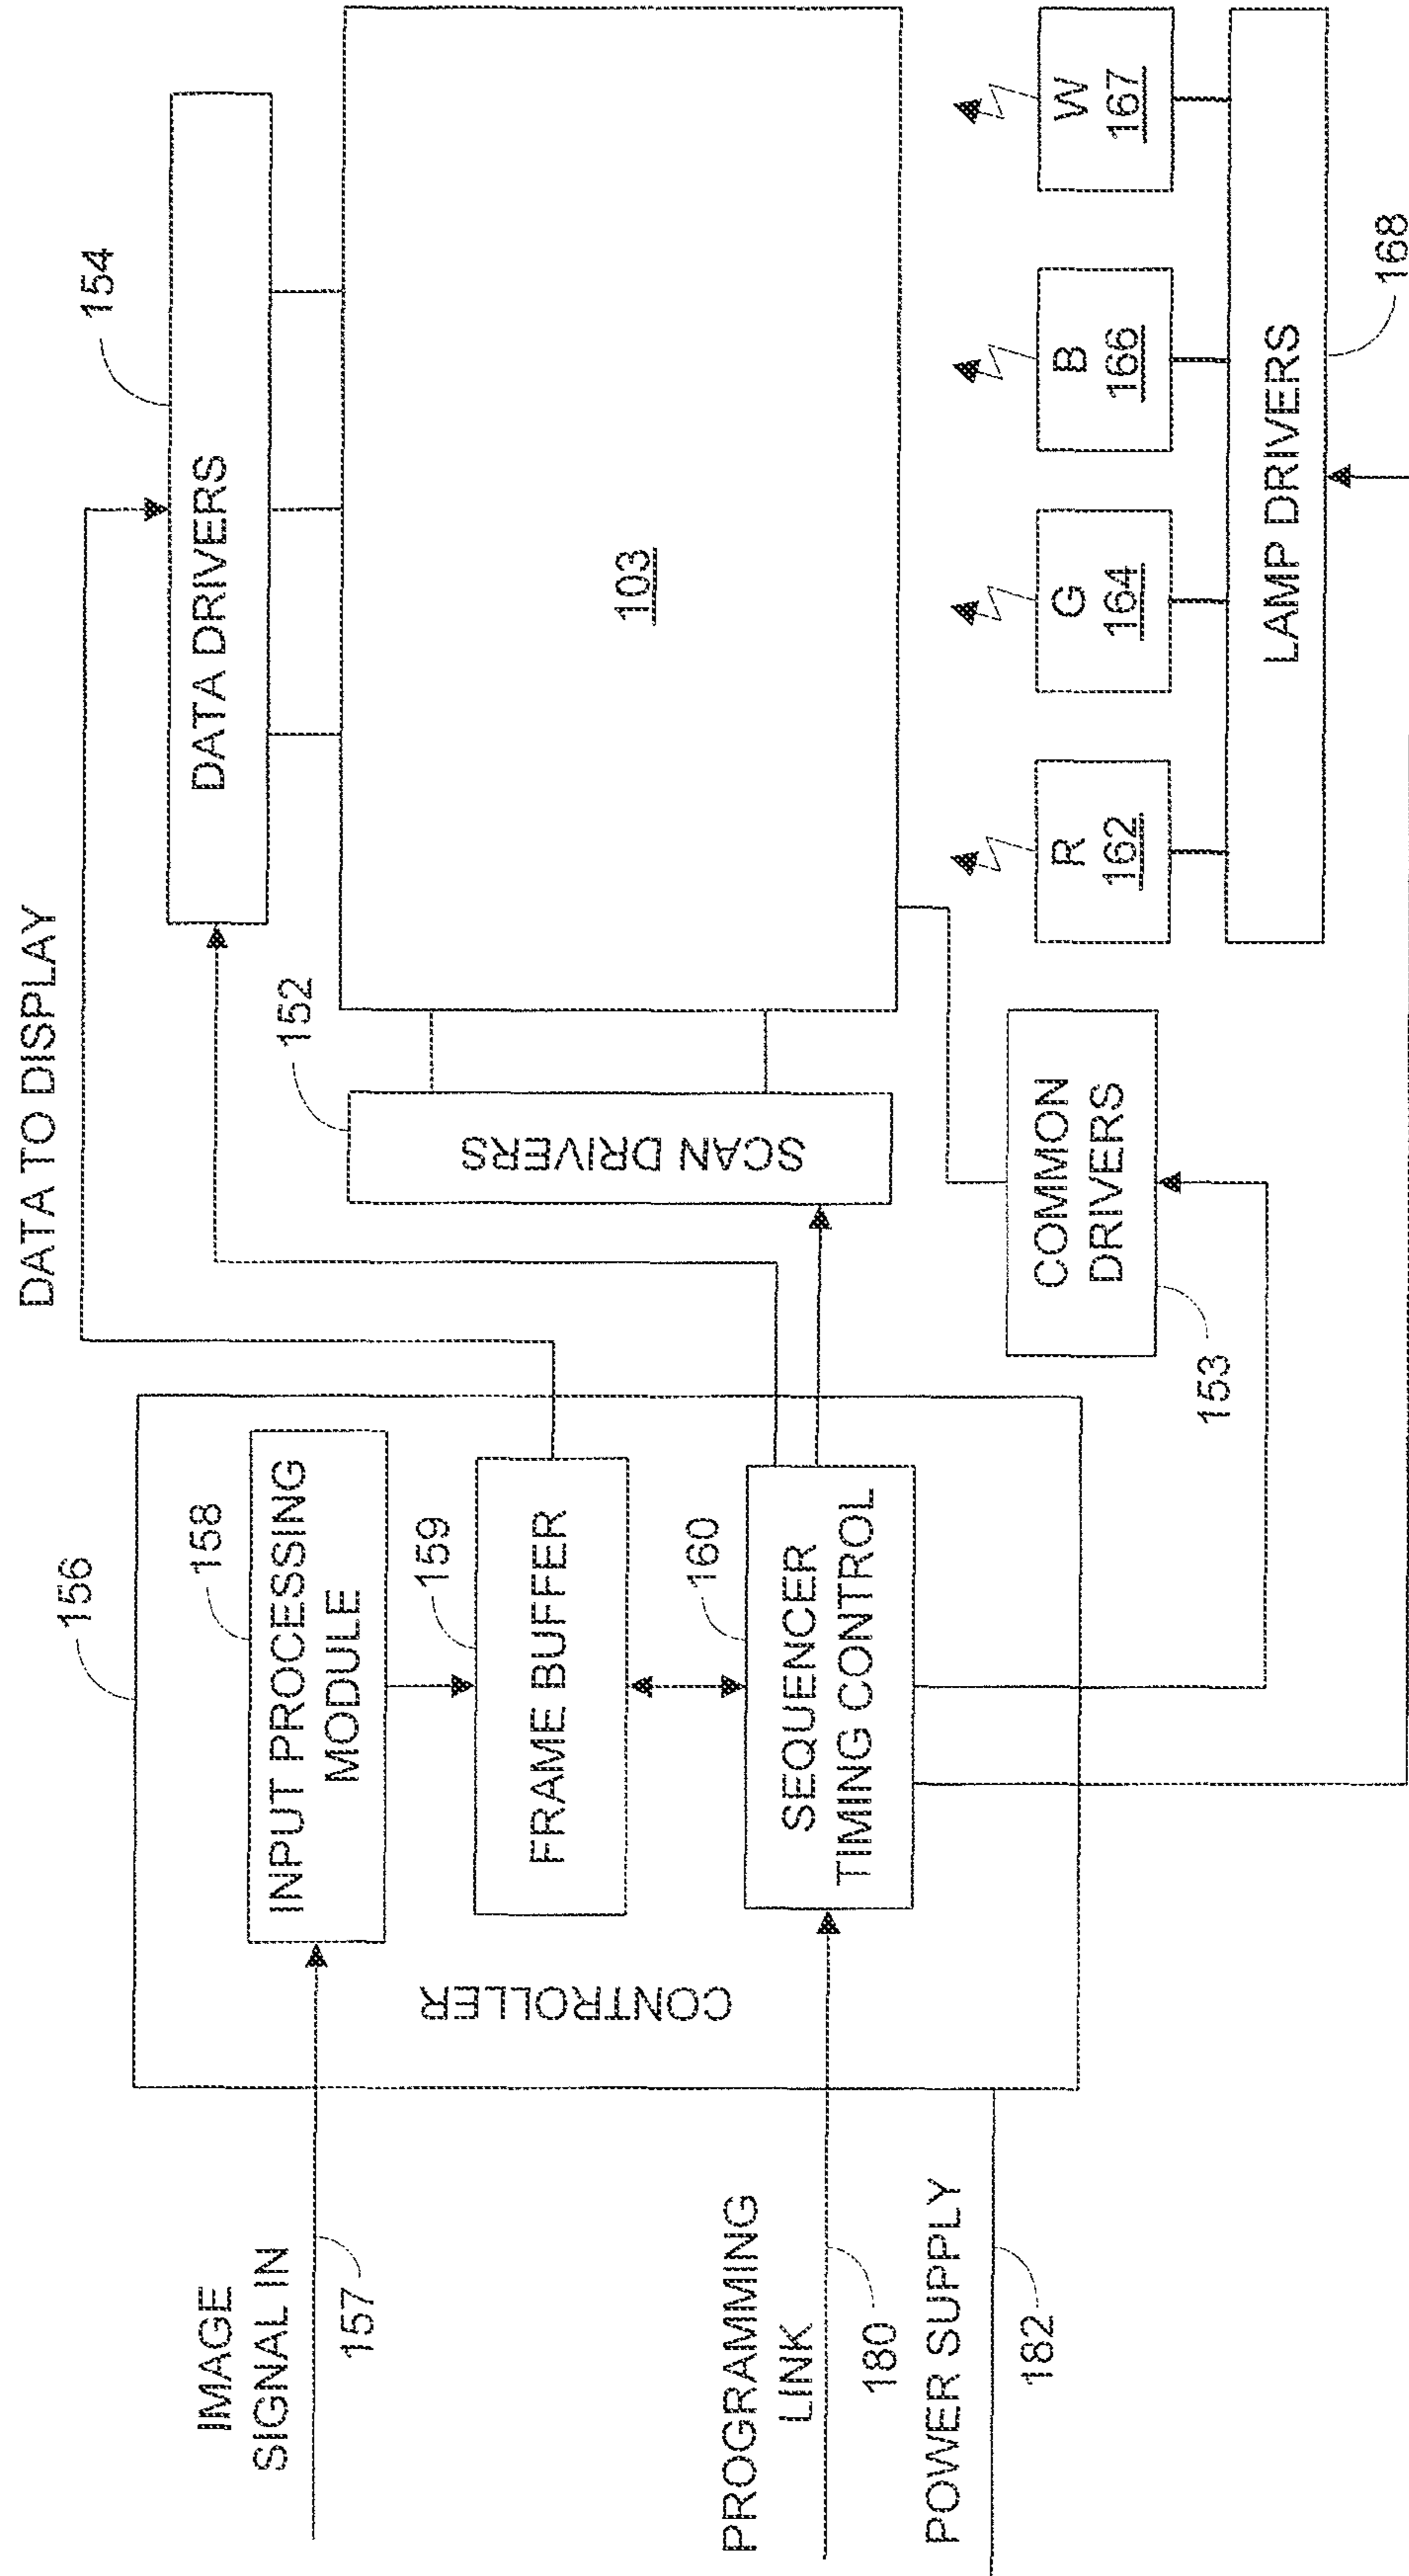 DATA TO DISPLAY
154
DATA DRIVERS
156
158
INPUT PROCESSING
MODULE
152
IMAGE
SIGNAL IN
157
159
FRAME BUFFER
SCAN DRIVERS
103
CONTROLLER
160
SEQUENCER
TIMING CONTROL
PROGRAMMING
LINK
180
POWER SUPPLY
182
COMMON
DRIVERS
153
R
162
G
164
B
166
W
167
LAMP DRIVERS
168